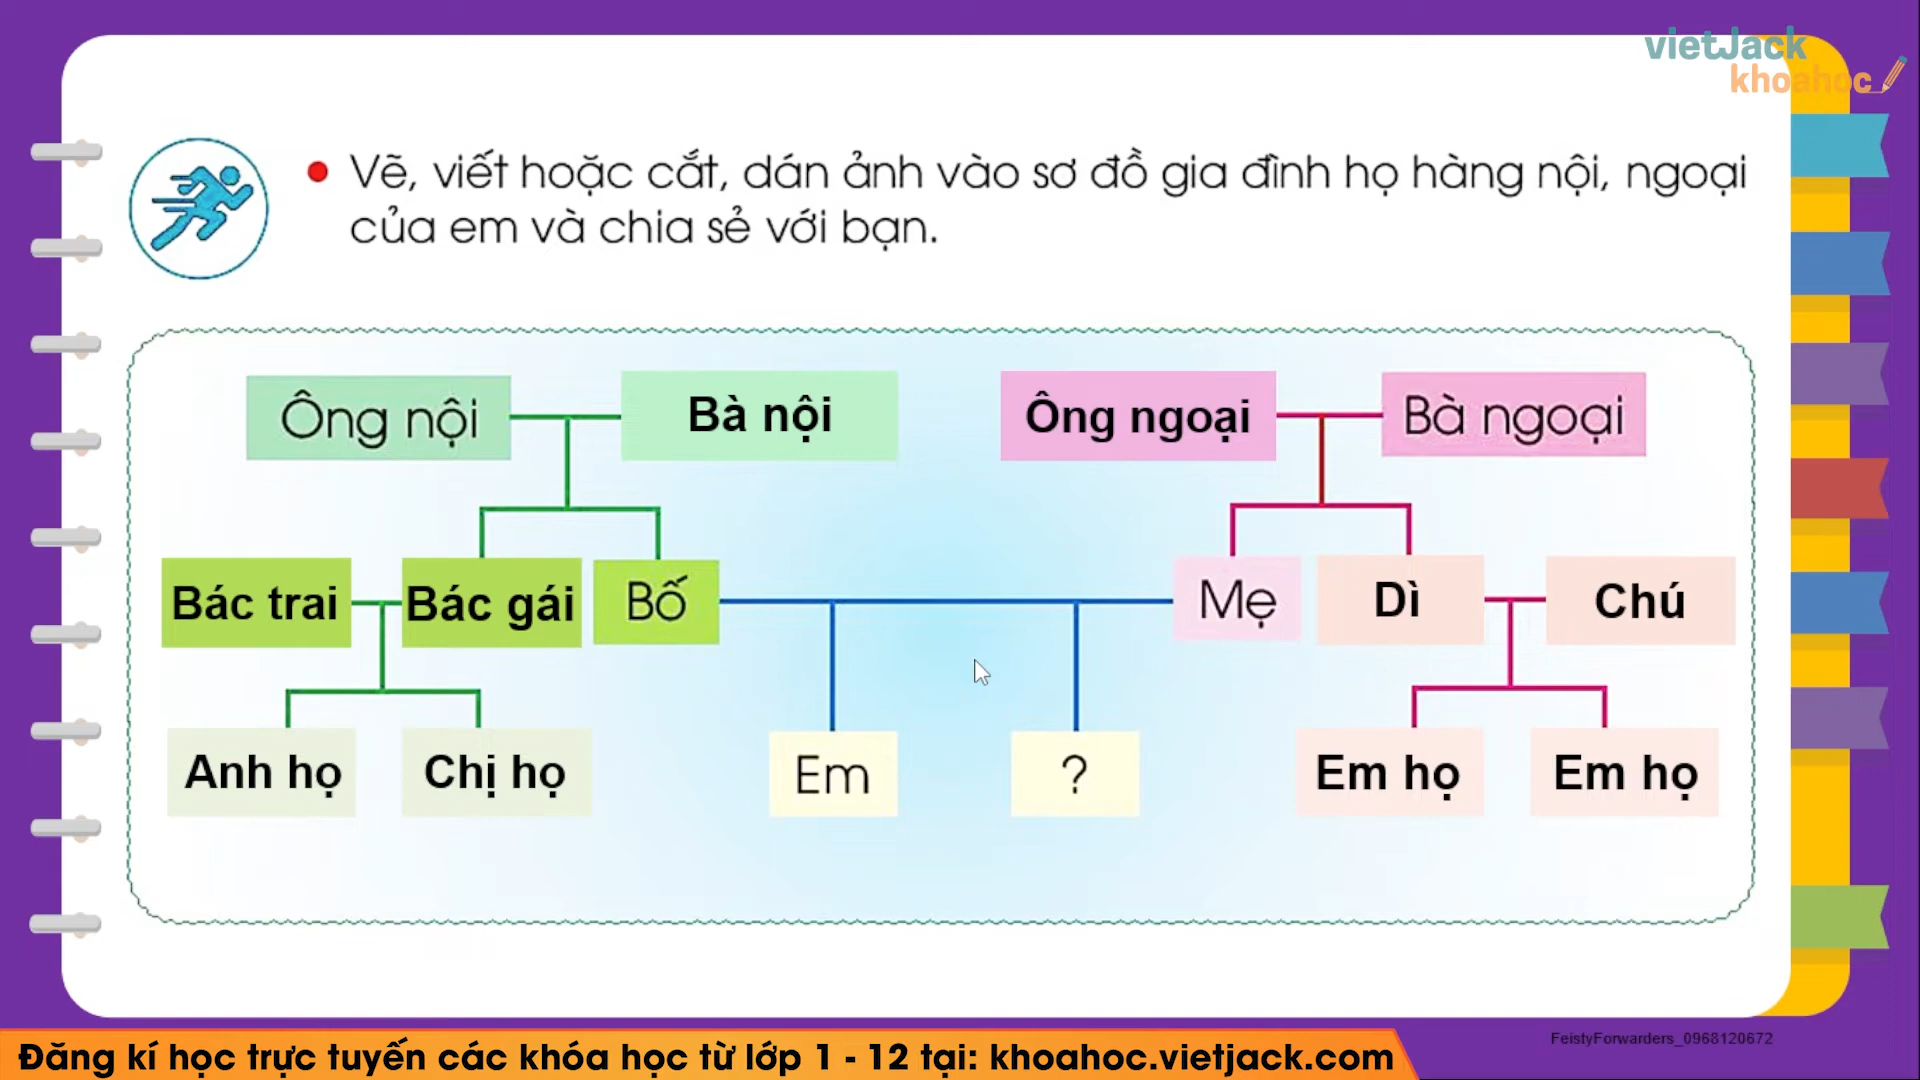 vietJack
khoahoc
Vẽ, viết hoặc cắt, dán ảnh vào sơ đồ gia đình họ hàng nội, ngoại
của em và chia sẻ với bạn.
Ông nội
Bà nội
Ông ngoại
Bà ngoại
Bác trai
Bác gái
Bố
Mẹ
Dì
Chú
Anh họ
Chị họ
Em
?
Em họ
Em họ
FeistyForwarders_0968120672
Đăng kí học trực tuyến các khóa học từ lớp 1 - 12 tại: khoahoc.vietjack.com